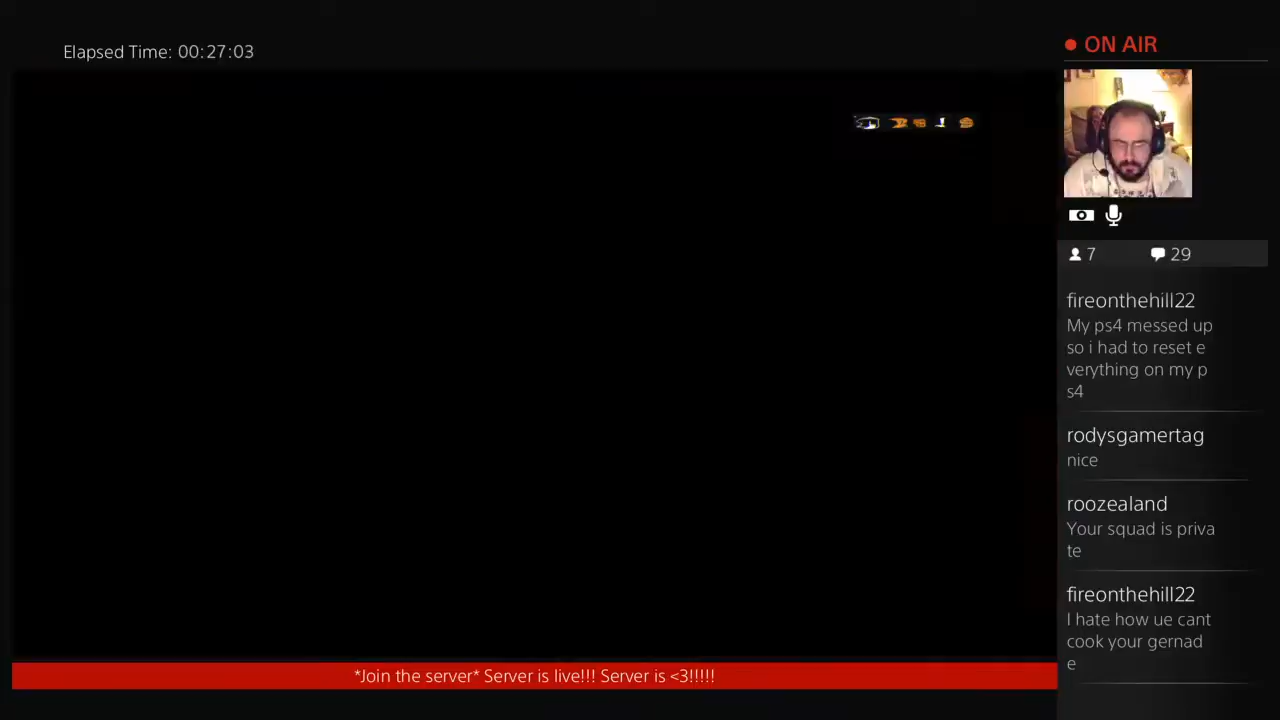 Elapsed Time: 00:27:03
ON AIR
7
29
fireonthehill22
My ps4 messed up
so i had to reset e
verything on my p
s4
rodysgamertag
nice
roozealand
Your squad is priva
te
fireonthehill22
I hate how ue cant
cook your gernad
e
*Join the server* Server is live!!! Server is <3!!!!!